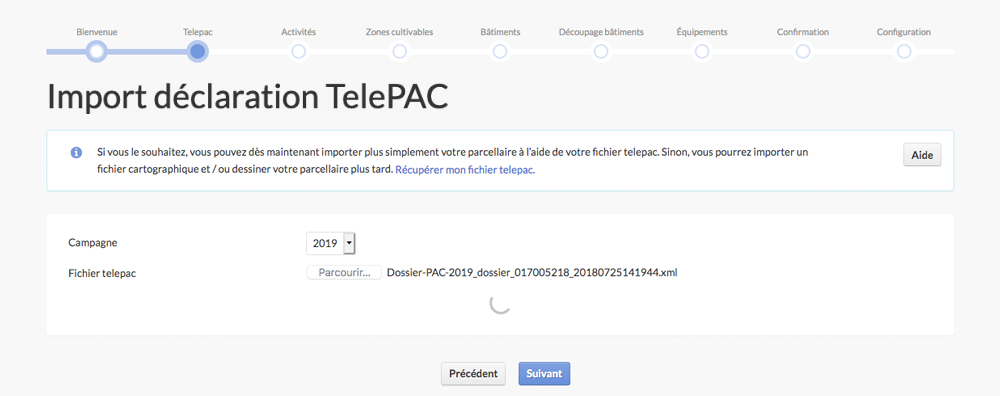 Bienvenue Telepac Activités Zones cultivables Bâtiments Découpage bâtiments Équipements Confirmation Configuration
Import déclaration TelePAC
Si vous le souhaitez, vous pouvez dès maintenant importer plus simplement votre parcellaire à l'aide de votre fichier telepac. Sinon, vous pourrez importer un
fichier cartographique et / ou dessiner votre parcellaire plus tard. Récupérer mon fichier telepac.
Aide
Campagne 2019
Fichier telepac Parcourir... Dossier-PAC-2019_dossier_017005218_20180725141944.xml
Précédent Suivant